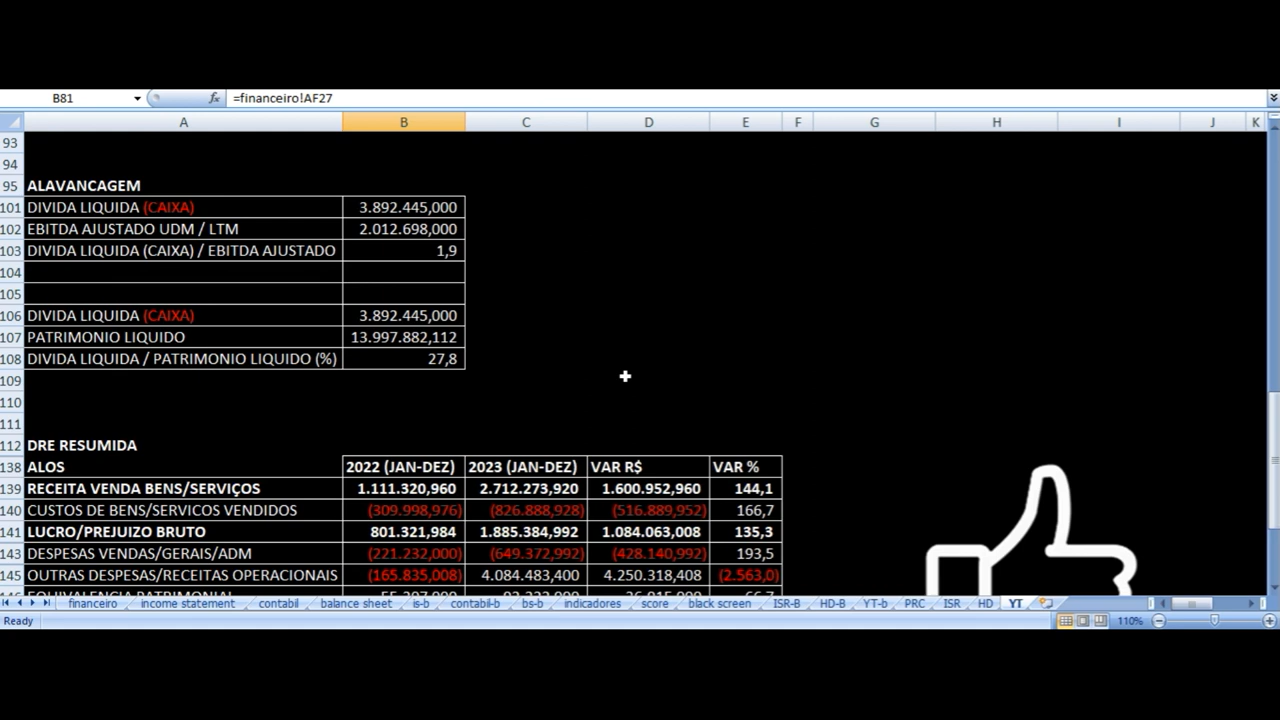 B81 fx =financeiro!AF27
A B C D E F G H I J K
93
94
95 ALAVANCAGEM
101 DIVIDA LIQUIDA (CAIXA) 3.892.445,000
102 EBITDA AJUSTADO UDM / LTM 2.012.698,000
103 DIVIDA LIQUIDA (CAIXA) / EBITDA AJUSTADO 1,9
104
105
106 DIVIDA LIQUIDA (CAIXA) 3.892.445,000
107 PATRIMONIO LIQUIDO 13.997.882,112
108 DIVIDA LIQUIDA / PATRIMONIO LIQUIDO (%) 27,8
109
110
111
112 DRE RESUMIDA
138 ALOS 2022 (JAN-DEZ) 2023 (JAN-DEZ) VAR R$ VAR %
139 RECEITA VENDA BENS/SERVIÇOS 1.111.320,960 2.712.273,920 1.600.952,960 144,1
140 CUSTOS DE BENS/SERVICOS VENDIDOS (309.998,976) (826.888,928) (516.889,952) 166,7
141 LUCRO/PREJUIZO BRUTO 801.321,984 1.885.384,992 1.084.063,008 135,3
143 DESPESAS VENDAS/GERAIS/ADM (221.232,000) (649.372,992) (428.140,992) 193,5
145 OUTRAS DESPESAS/RECEITAS OPERACIONAIS (165.835,008) 4.084.483,400 4.250.318,408 (2.563,0)
financeiro income statement contabil balance sheet is-b contabil-b bs-b indicadores score black screen ISR-B HD-B YT-b PRC ISR HD YT
Ready 110%